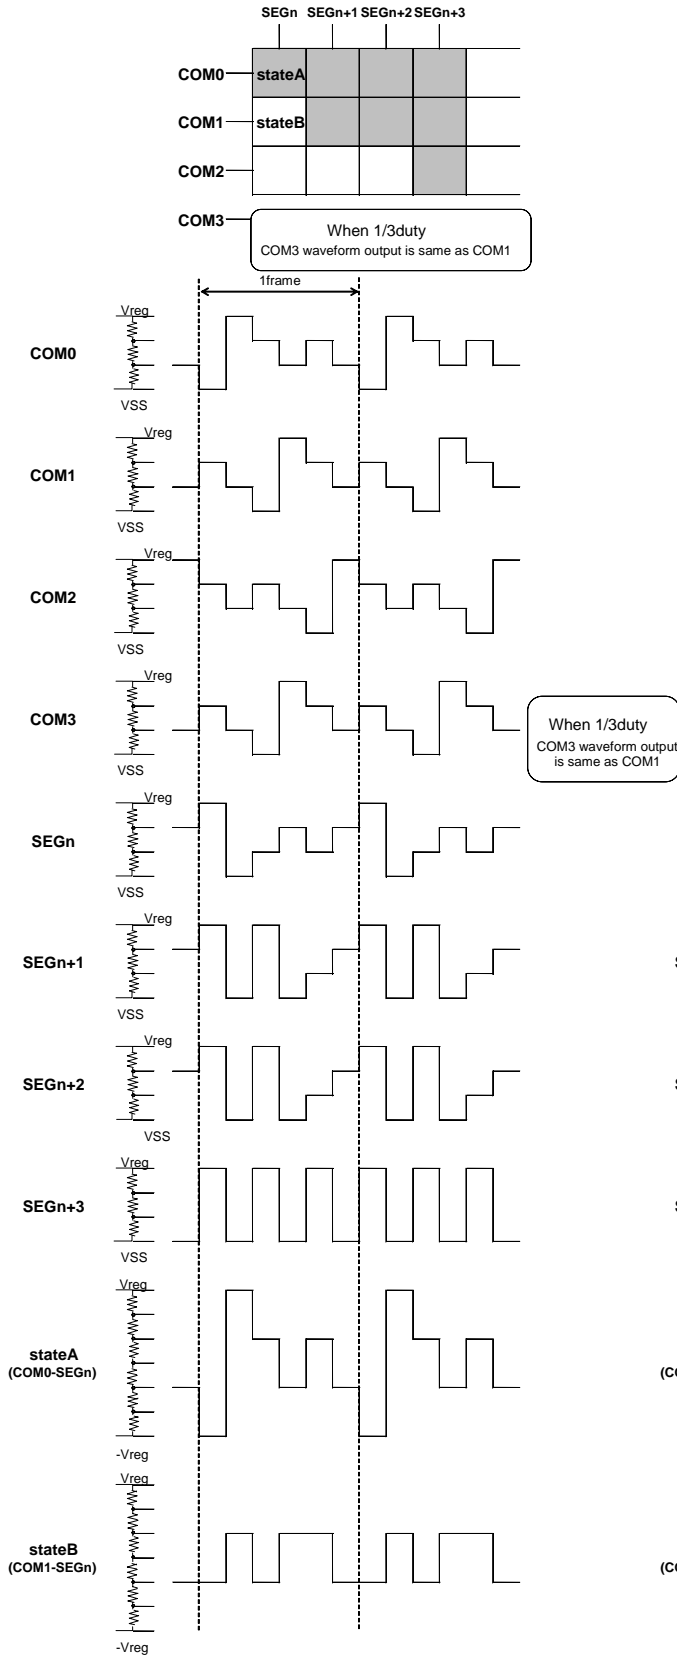 SEGn SEGn+1 SEGn+2 SEGn+3
COM0 stateA
COM1 stateB
COM2
COM3
When 1/3duty
COM3 waveform output is same as COM1
1frame
Vreg
COM0
VSS
Vreg
COM1
VSS
Vreg
COM2
VSS
Vreg
COM3
VSS
When 1/3duty
COM3 waveform output
is same as COM1
Vreg
SEGn
VSS
Vreg
SEGn+1
VSS
Vreg
SEGn+2
VSS
Vreg
SEGn+3
VSS
Vreg
stateA
(COM0-SEGn)
-Vreg
Vreg
stateB
(COM1-SEGn)
-Vreg